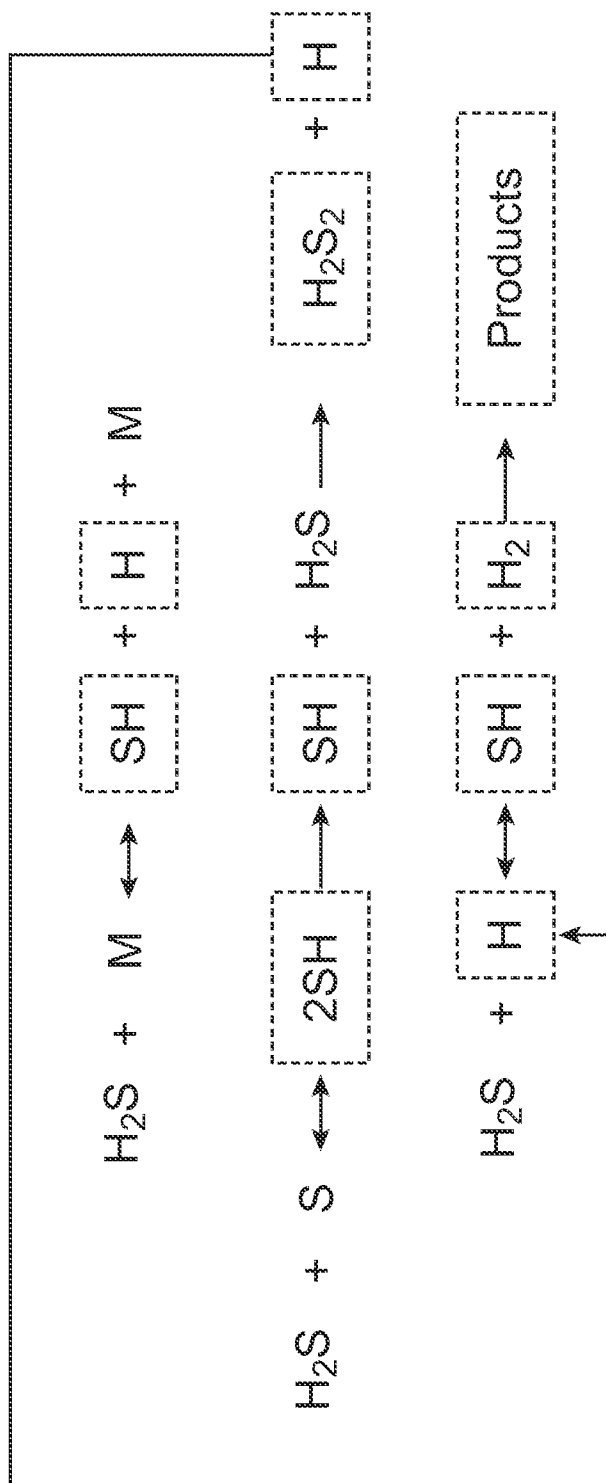 H₂S + M ↔ SH + H + M
H₂S + S ↔ 2SH → SH + H₂S → H₂S₂ + H
H₂S + H ↔ SH + H₂ → Products